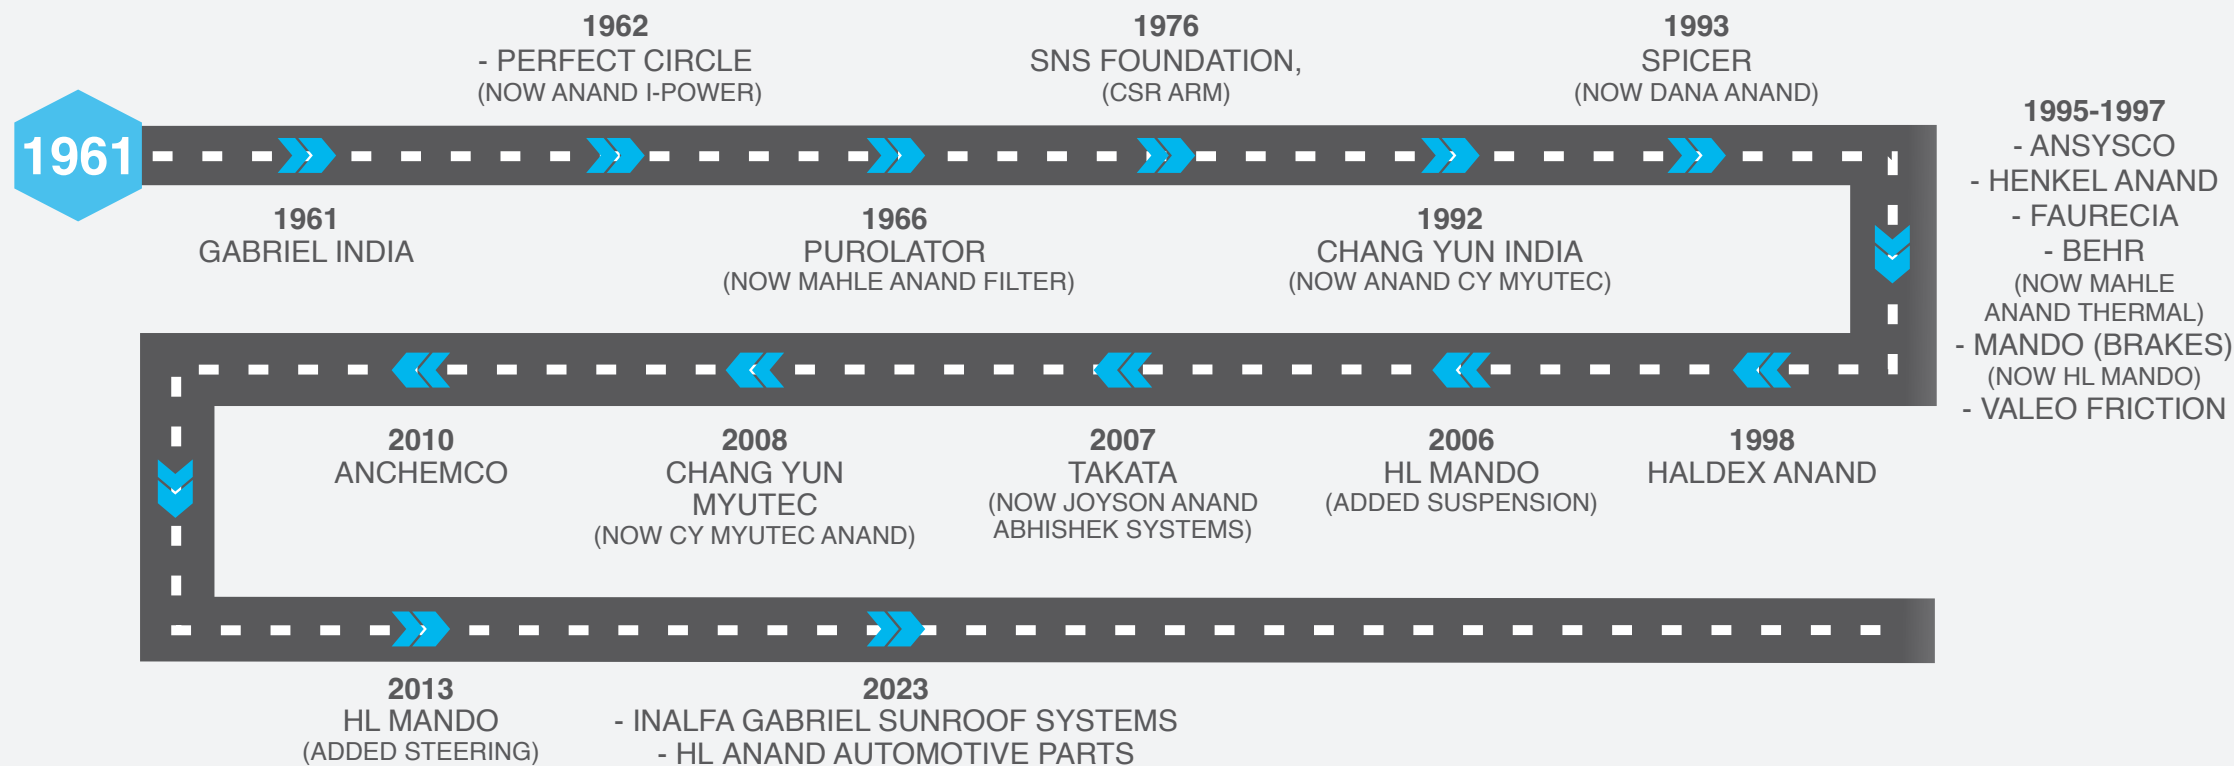 1961
1961
GABRIEL INDIA
1962
- PERFECT CIRCLE
(NOW ANAND I-POWER)
1966
PUROLATOR
(NOW MAHLE ANAND FILTER)
1976
SNS FOUNDATION,
(CSR ARM)
1992
CHANG YUN INDIA
(NOW ANAND CY MYUTEC)
1993
SPICER
(NOW DANA ANAND)
1995-1997
- ANSYSCO
- HENKEL ANAND
- FAURECIA
- BEHR
(NOW MAHLE
ANAND THERMAL)
- MANDO (BRAKES)
(NOW HL MANDO)
- VALEO FRICTION
1998
HALDEX ANAND
2006
HL MANDO
(ADDED SUSPENSION)
2007
TAKATA
(NOW JOYSON ANAND
ABHISHEK SYSTEMS)
2008
CHANG YUN
MYUTEC
(NOW CY MYUTEC ANAND)
2010
ANCHEMCO
2013
HL MANDO
(ADDED STEERING)
2023
- INALFA GABRIEL SUNROOF SYSTEMS
- HL ANAND AUTOMOTIVE PARTS